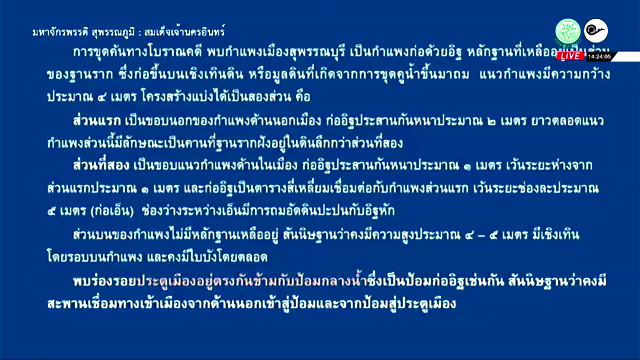 มหาจักรพรรดิ สุพรรณภูมิ : สมเด็จเจ้านครอินทร์
LIVE 14:24:05
การขุดค้นทางโบราณคดี พบกำแพงเมืองสุพรรณบุรี เป็นกำแพงก่อด้วยอิฐ หลักฐานที่เหลืออยู่เป็นส่วน
ของฐานราก ซึ่งก่อขึ้นบนเชิงเทินดิน หรือมูลดินที่เกิดจากการขุดคูน้ำขึ้นมาถม แนวกำแพงมีความกว้าง
ประมาณ ๔ เมตร โครงสร้างแบ่งได้เป็นสองส่วน คือ
ส่วนแรก เป็นขอบนอกของกำแพงด้านนอกเมือง ก่ออิฐประสานกันหนาประมาณ ๒ เมตร ยาวตลอดแนว
กำแพงส่วนนี้มีลักษณะเป็นคานที่ฐานรากฝังอยู่ในดินลึกกว่าส่วนที่สอง
ส่วนที่สอง เป็นขอบแนวกำแพงด้านในเมือง ก่ออิฐประสานกันหนาประมาณ ๑ เมตร เว้นระยะห่างจาก
ส่วนแรกประมาณ ๑ เมตร และก่ออิฐเป็นตารางสี่เหลี่ยมเชื่อมต่อกับกำแพงส่วนแรก เว้นระยะช่องละประมาณ
๕ เมตร (ก่อเอ็น) ช่องว่างระหว่างเอ็นมีการถมอัดดินปะปนกับอิฐหัก
ส่วนบนของกำแพงไม่มีหลักฐานเหลืออยู่ สันนิษฐานว่าคงมีความสูงประมาณ ๔ – ๕ เมตร มีเชิงเทิน
โดยรอบบนกำแพง และคงมีใบบังโดยตลอด
พบร่องรอยประตูเมืองอยู่ตรงกันข้ามกับป้อมกลางน้ำซึ่งเป็นป้อมก่ออิฐเช่นกัน สันนิษฐานว่าคงมี
สะพานเชื่อมทางเข้าเมืองจากด้านนอกเข้าสู่ป้อมและจากป้อมสู่ประตูเมือง